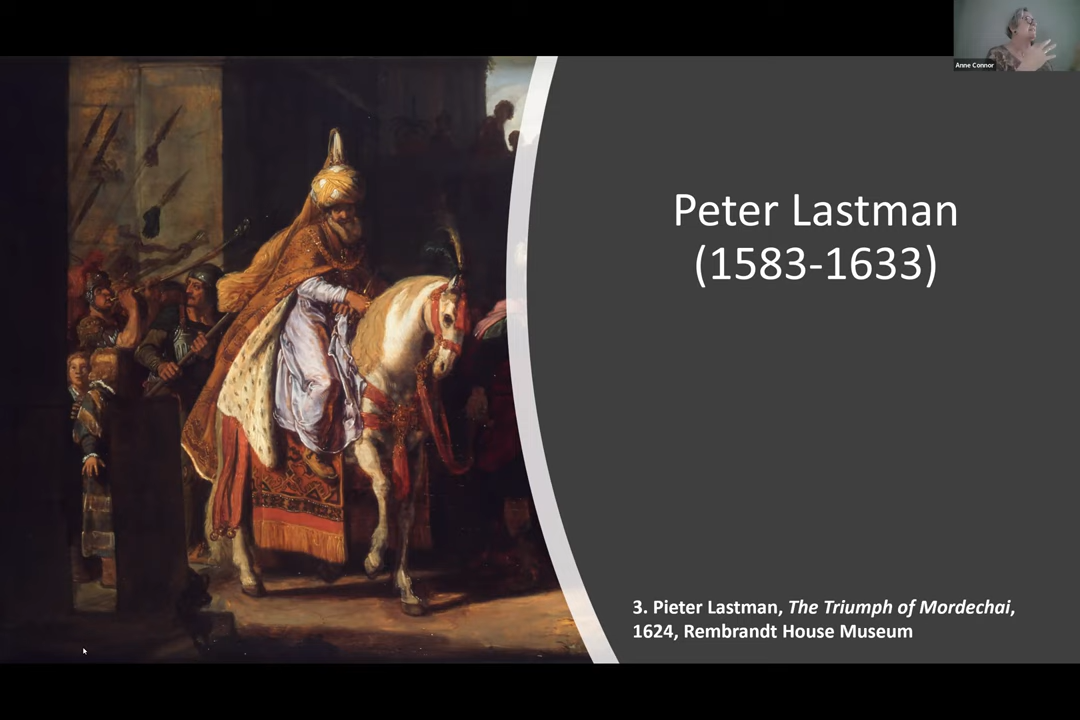 Anne Connor
Peter Lastman
(1583-1633)
3. Pieter Lastman, The Triumph of Mordechai,
1624, Rembrandt House Museum